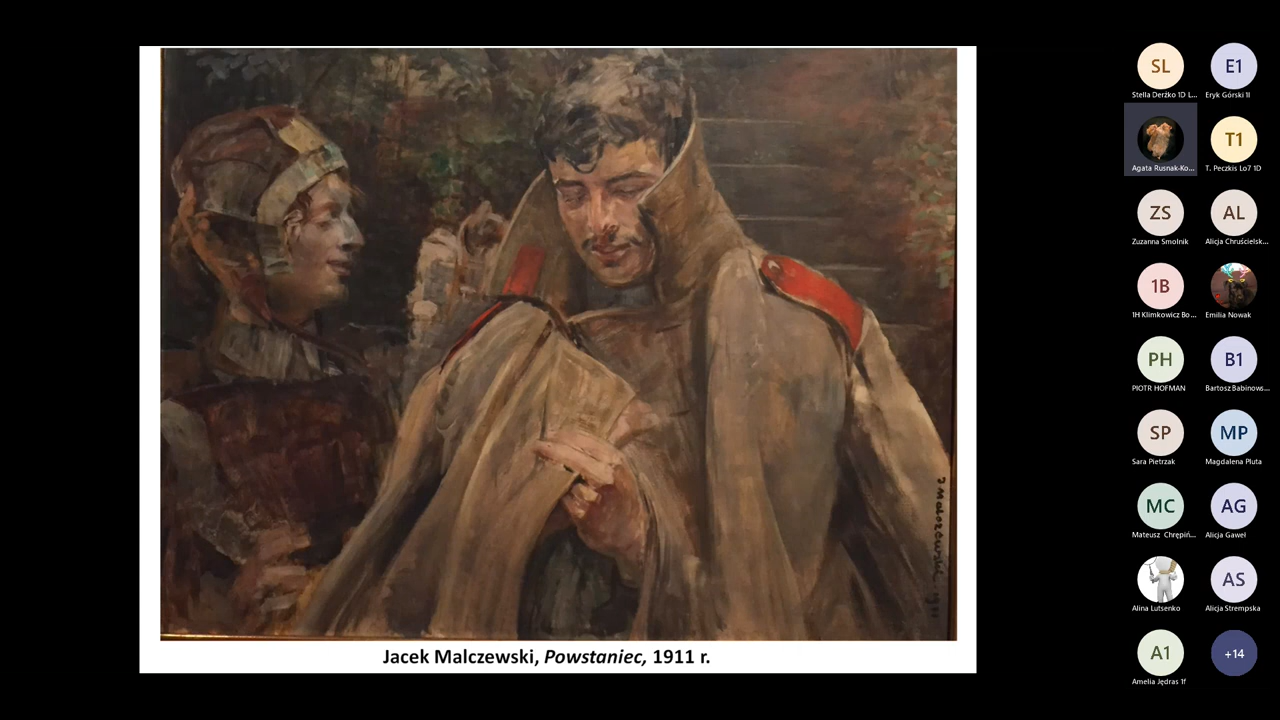 SL
E1
Stella Derżko 1D L...
Eryk Górski 1I
Agata Rusnak-Ko...
T1
T. Peczkis Lo7 1D
ZS
AL
Zuzanna Smolnik
Alicja Chruścielsk...
1B
1H Klimkowicz Bo...
Emilia Nowak
PH
B1
PIOTR HOFMAN
Bartosz Babinows...
SP
MP
Sara Pietrzak
Magdalena Pluta
MC
AG
Mateusz Chrępiń...
Alicja Gaweł
AS
Alina Lutsenko
Alicja Strempska
A1
+14
Amelia Jędras 1f
J Malczewski 1911
Jacek Malczewski, Powstaniec, 1911 r.